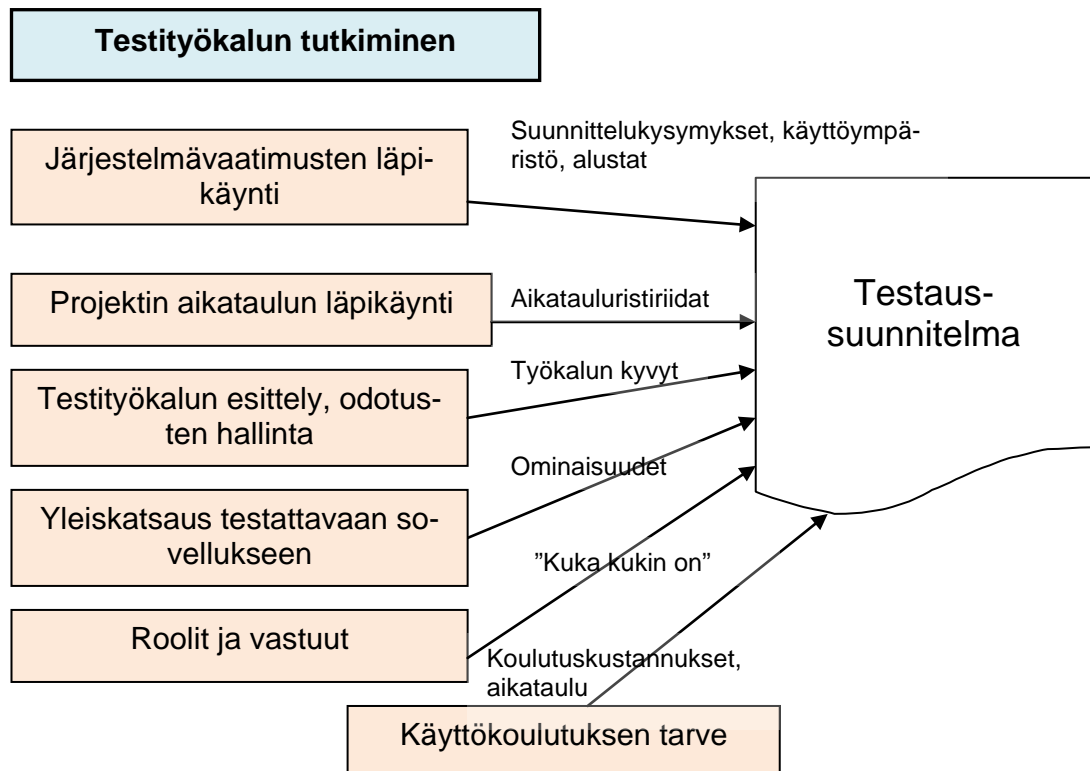 Testityökalun tutkiminen
Suunnittelukysymykset, käyttöympä-
ristö, alustat
Järjestelmävaatimusten läpi-
käynti
Projektin aikataulun läpikäynti
Aikatauluristiriidat
Testaus-
suunnitelma
Työkalun kyvyt
Testityökalun esittely, odotus-
ten hallinta
Ominaisuudet
Yleiskatsaus testattavaan so-
vellukseen
”Kuka kukin on”
Roolit ja vastuut
Koulutuskustannukset,
aikataulu
Käyttökoulutuksen tarve